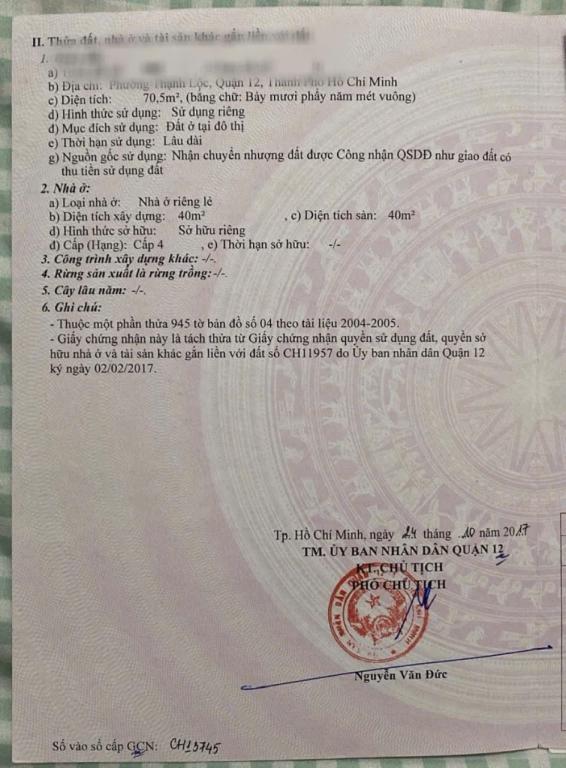 II. Thửa đất, nhà ở và tài sản khác gắn liền với đất
1.
a)
b) Địa chỉ: Phường Thạnh Lộc, Quận 12, Thành Phố Hồ Chí Minh
c) Diện tích: 70,5m², (bằng chữ: Bảy mươi phẩy năm mét vuông)
d) Hình thức sử dụng: Sử dụng riêng
đ) Mục đích sử dụng: Đất ở tại đô thị
e) Thời hạn sử dụng: Lâu dài
g) Nguồn gốc sử dụng: Nhận chuyển nhượng đất được Công nhận QSDĐ như giao đất có
thu tiền sử dụng đất
2. Nhà ở:
a) Loại nhà ở: Nhà ở riêng lẻ
b) Diện tích xây dựng: 40m² , c) Diện tích sàn: 40m²
d) Hình thức sở hữu: Sở hữu riêng
đ) Cấp (Hạng): Cấp 4 , e) Thời hạn sở hữu: -/-
3. Công trình xây dựng khác: -/-.
4. Rừng sản xuất là rừng trồng:-/-.
5. Cây lâu năm: -/-.
6. Ghi chú:
- Thuộc một phần thửa 945 tờ bản đồ số 04 theo tài liệu 2004-2005.
- Giấy chứng nhận này là tách thửa từ Giấy chứng nhận quyền sử dụng đất, quyền sở
hữu nhà ở và tài sản khác gắn liền với đất số CH11957 do Ủy ban nhân dân Quận 12
ký ngày 02/02/2017.
Tp. Hồ Chí Minh, ngày 24 tháng 10 năm 2017
TM. ỦY BAN NHÂN DÂN QUẬN 12
KT. CHỦ TỊCH
PHÓ CHỦ TỊCH
Nguyễn Văn Đức
Số vào sổ cấp GCN: CH13745